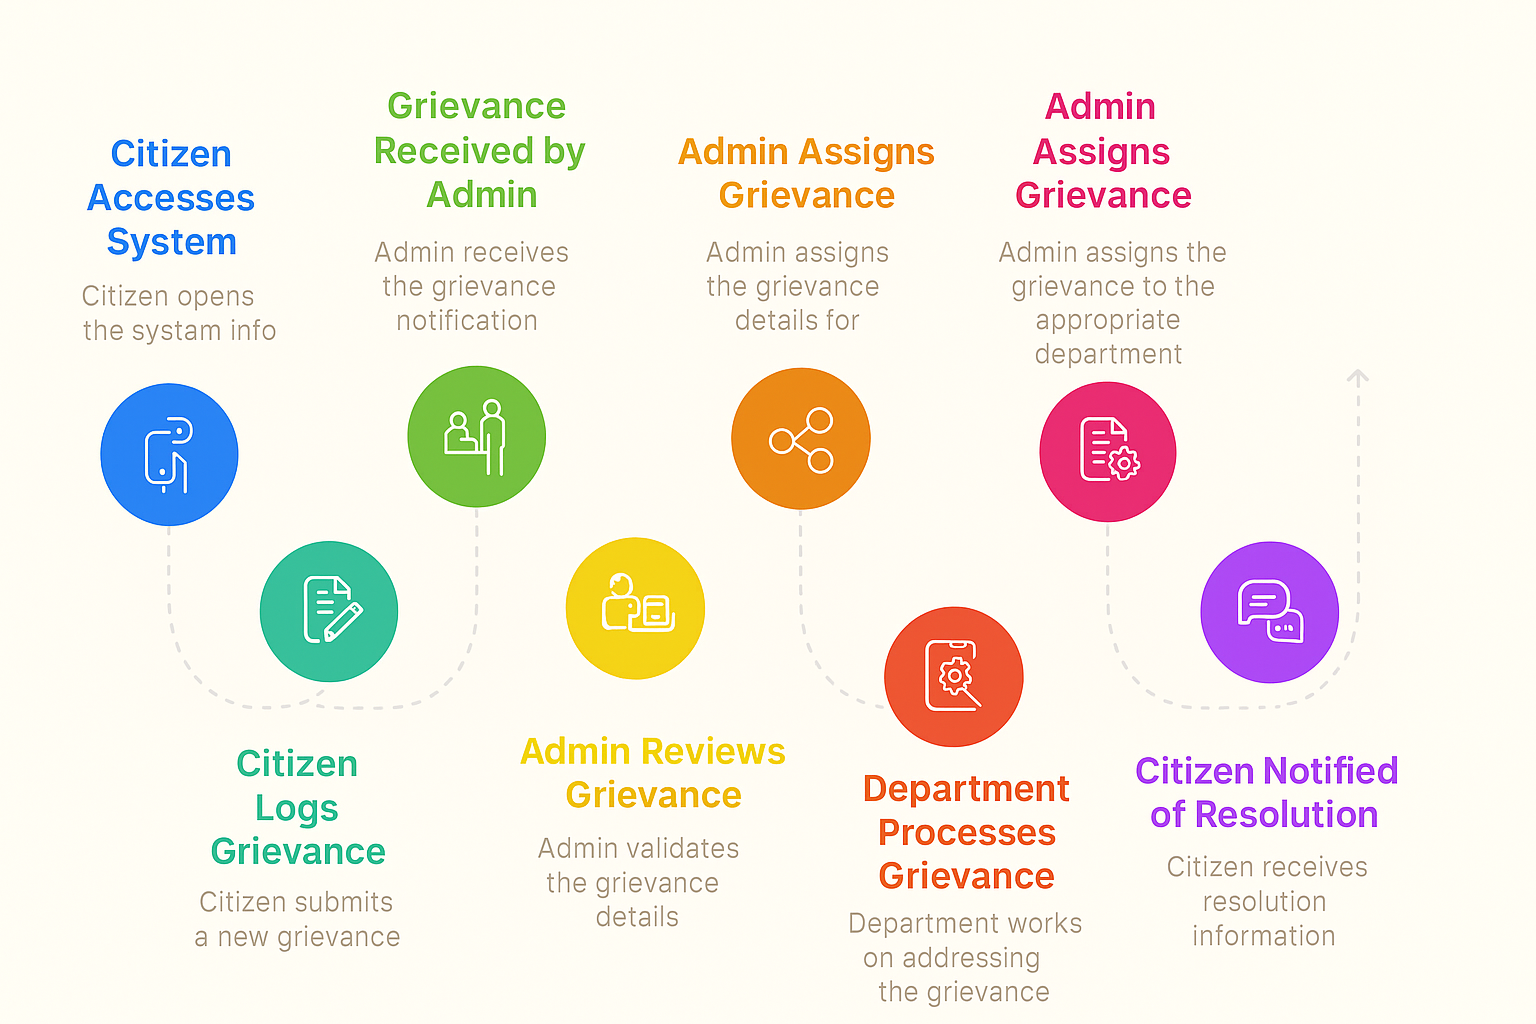 Citizen
Accesses
System
Citizen opens
the systam info
Citizen
Logs
Grievance
Citizen submits
a new grievance
Grievance
Received by
Admin
Admin receives
the grievance
notification
Admin Reviews
Grievance
Admin validates
the grievance
details
Admin Assigns
Grievance
Admin assigns
the grievance
details for
Department
Processes
Grievance
Department works
on addressing
the grievance
Admin
Assigns
Grievance
Admin assigns the
grievance to the
appropriate
department
Citizen Notified
of Resolution
Citizen receives
resolution
information